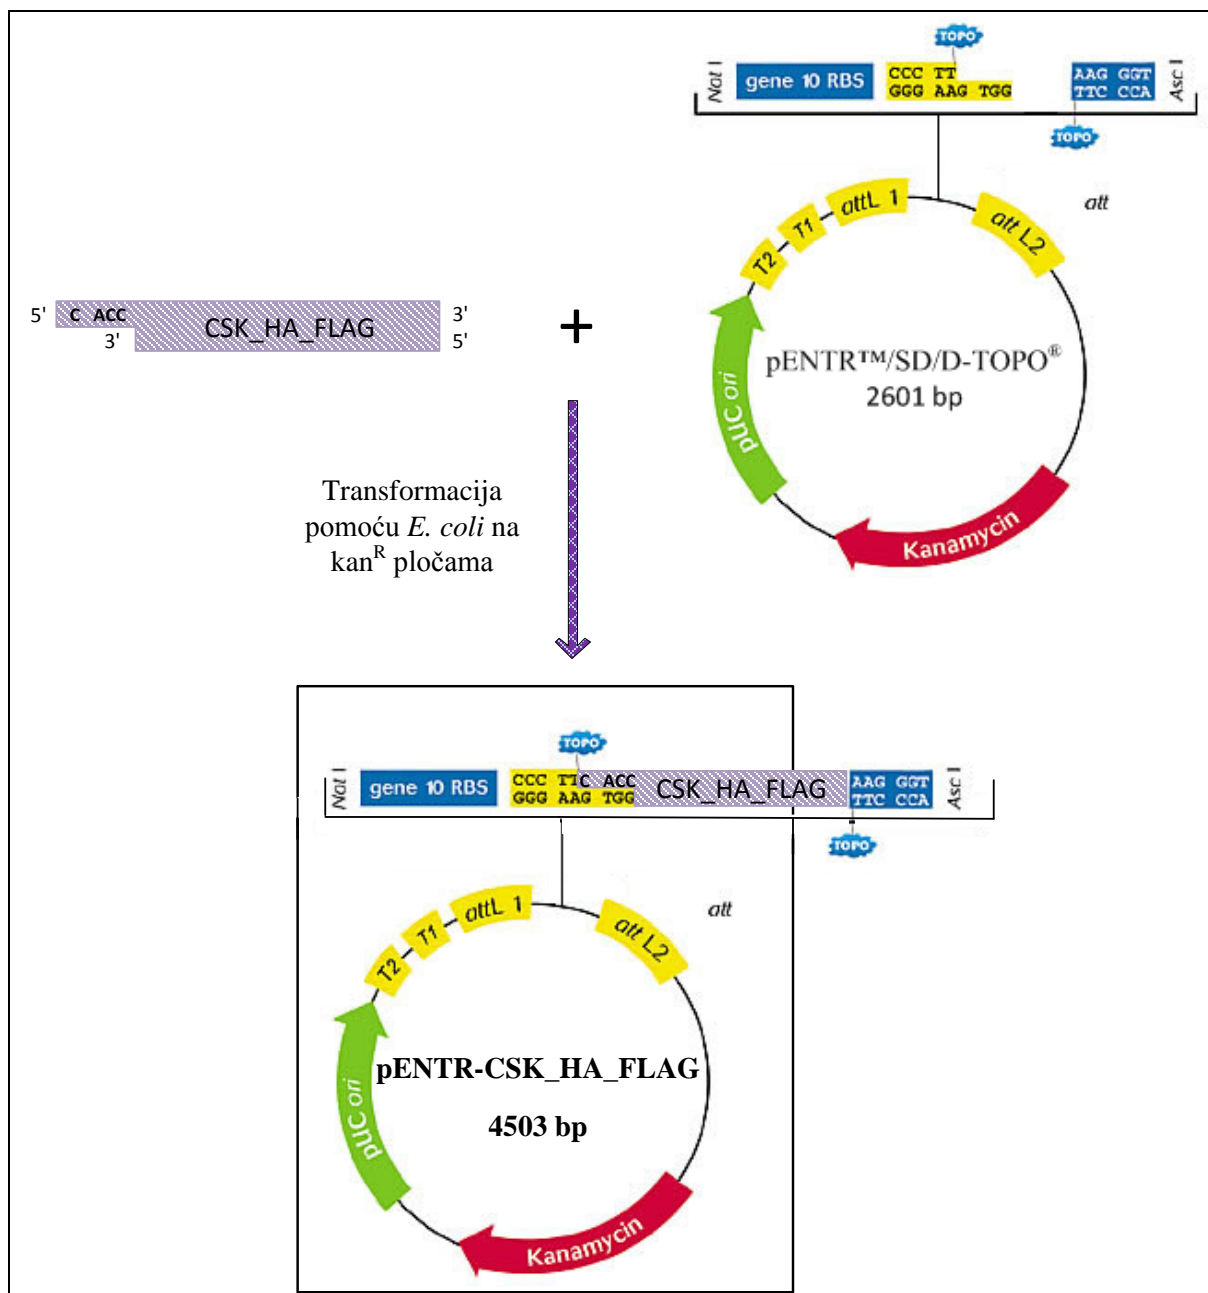 TOPO
Not I
gene 10 RBS
CCC TT
GGG AAG TGG
AAG GGT
TTC CCA
Asc I
TOPO
attL 1
att L2
att
T1
T2
pUC ori
pENTR™/SD/D-TOPO®
2601 bp
Kanamycin
5'
C ACC
3'
CSK_HA_FLAG
3'
5'
+
Transformacija
pomoću E. coli na
kanR pločama
TOPO
Not I
gene 10 RBS
CCC TTC ACC
GGG AAG TGG
CSK_HA_FLAG
AAG GGT
TTC CCA
Asc I
TOPO
attL 1
att L2
att
T1
T2
pUC ori
pENTR-CSK_HA_FLAG
4503 bp
Kanamycin